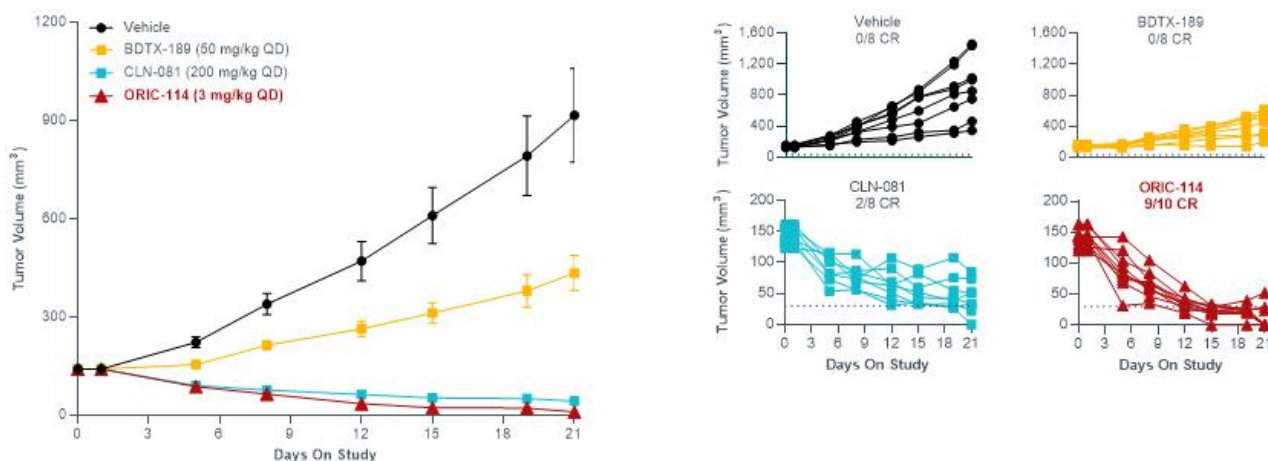 Vehicle
BDTX-189 (50 mg/kg QD)
CLN-081 (200 mg/kg QD)
ORIC-114 (3 mg/kg QD)
Tumor Volume (mm³)
1200
900
600
300
0
0 3 6 9 12 15 18 21
Days On Study
Vehicle
0/8 CR
Tumor Volume (mm³)
1,600
1,200
800
400
0
BDTX-189
0/8 CR
1,600
1,200
800
400
0
CLN-081
2/8 CR
Tumor Volume (mm³)
200
150
100
50
0
0 3 6 9 12 15 18 21
Days On Study
ORIC-114
9/10 CR
200
150
100
50
0
0 3 6 9 12 15 18 21
Days On Study